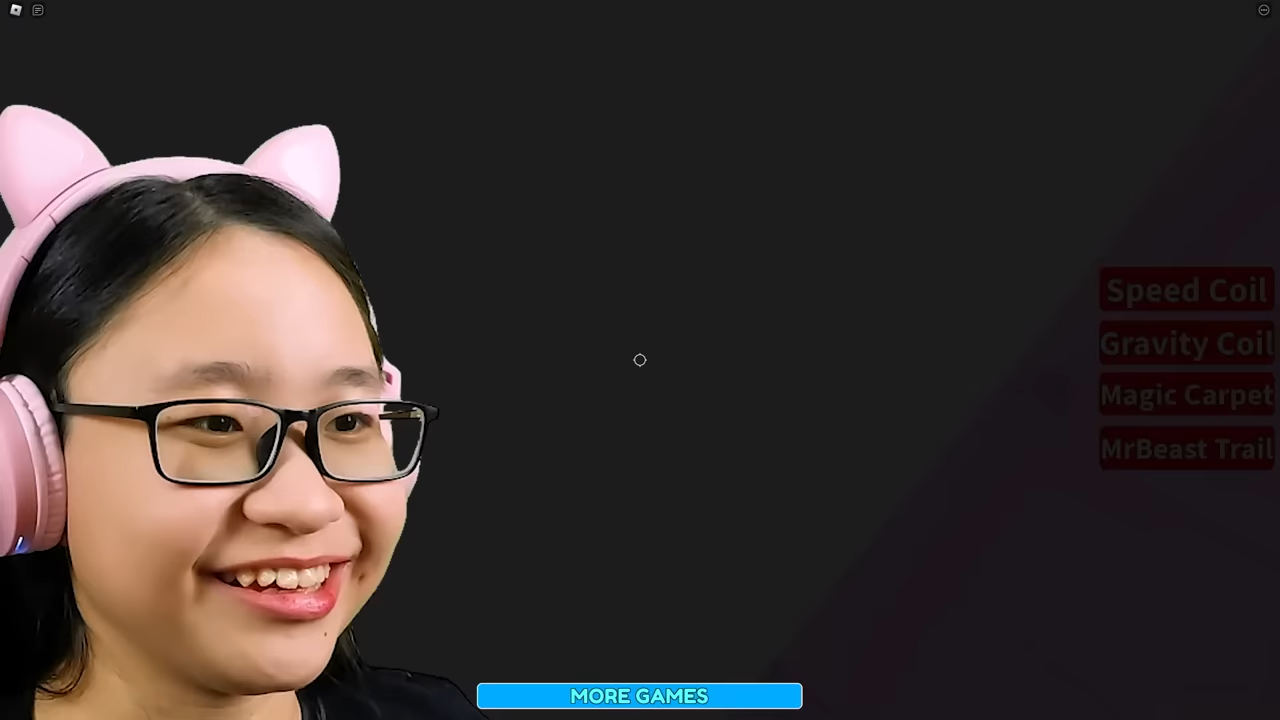 Speed Coil
Gravity Coil
Magic Carpet
MrBeast Trail
MORE GAMES